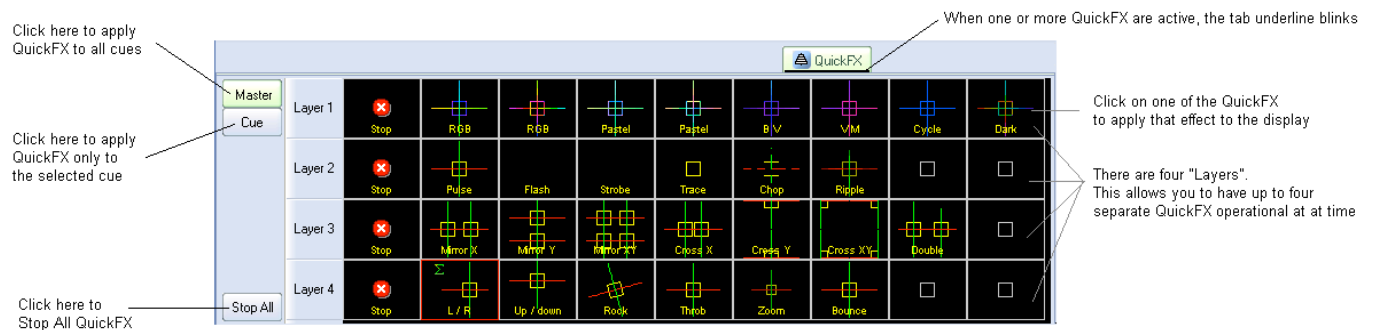 When one or more QuickFX are active, the tab underline blinks
Click here to apply
QuickFX to all cues
QuickFX
Master
Cue
Click here to apply
QuickFX only to
the selected cue
Layer 1
Stop
RGB
RGB
Pastel
Pastel
B V
V M
Cycle
Dark
Click on one of the QuickFX
to apply that effect to the display
Layer 2
Stop
Pulse
Flash
Strobe
Trace
Chop
Ripple
There are four "Layers".
This allows you to have up to four
separate QuickFX operational at at time
Layer 3
Stop
Mirror X
Mirror Y
Mirror XY
Cross X
Cross Y
Cross XY
Double
Layer 4
Stop
Σ
L / R
Up / down
Rock
Throb
Zoom
Bounce
Stop All
Click here to
Stop All QuickFX